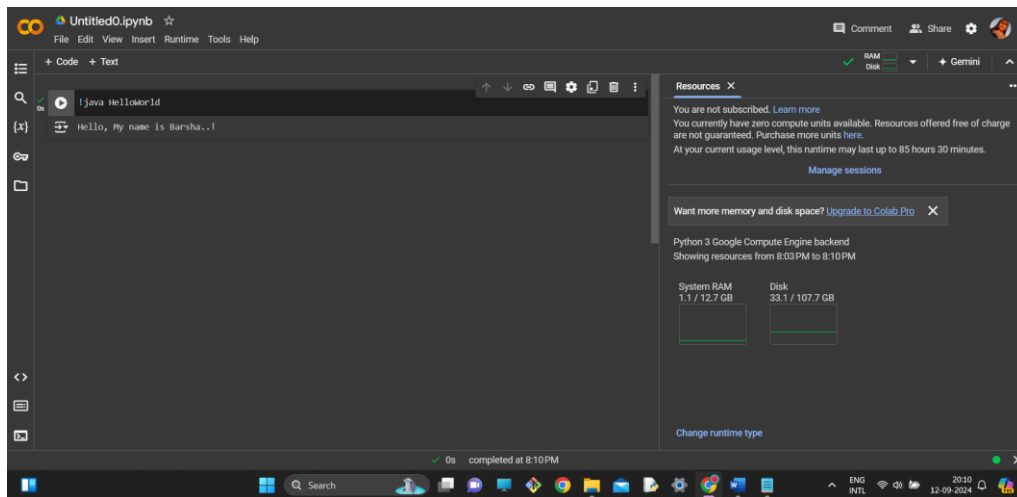 Untitled0.ipynb
File Edit View Insert Runtime Tools Help
Comment
Share
+ Code + Text
RAM
Disk
Gemini
0s
!java HelloWorld
Hello, My name is Barsha..!
{x}
Resources
You are not subscribed. Learn more
You currently have zero compute units available. Resources offered free of charge
are not guaranteed. Purchase more units here.
At your current usage level, this runtime may last up to 85 hours 30 minutes.
Manage sessions
Want more memory and disk space? Upgrade to Colab Pro
Python 3 Google Compute Engine backend
Showing resources from 8:03 PM to 8:10 PM
System RAM
1.1 / 12.7 GB
Disk
33.1 / 107.7 GB
Change runtime type
0s completed at 8:10 PM
Search
ENG
INTL
20:10
12-09-2024